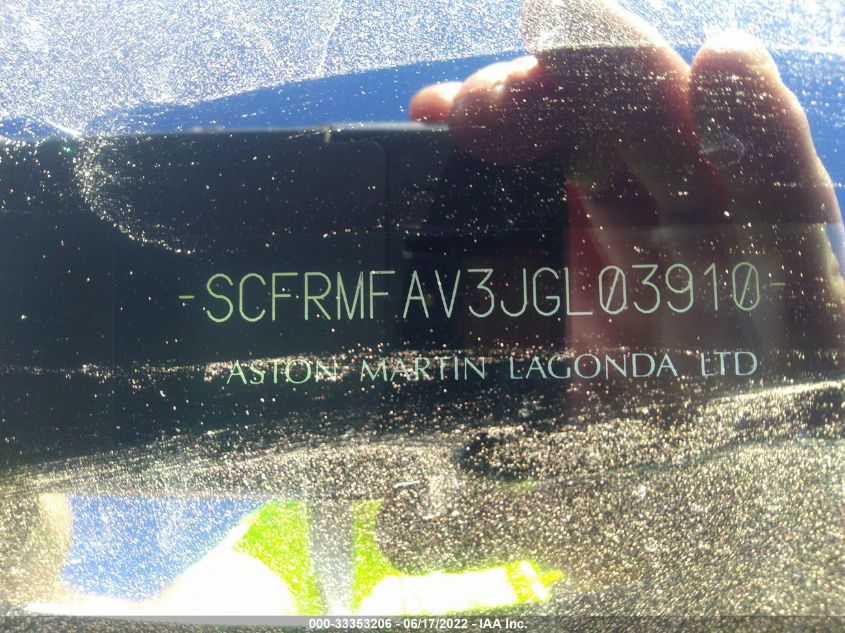 -SCFRMFAV3JGL03910-
ASTON MARTIN LAGONDA LTD
000-33353206 - 06/17/2022 - IAA Inc.